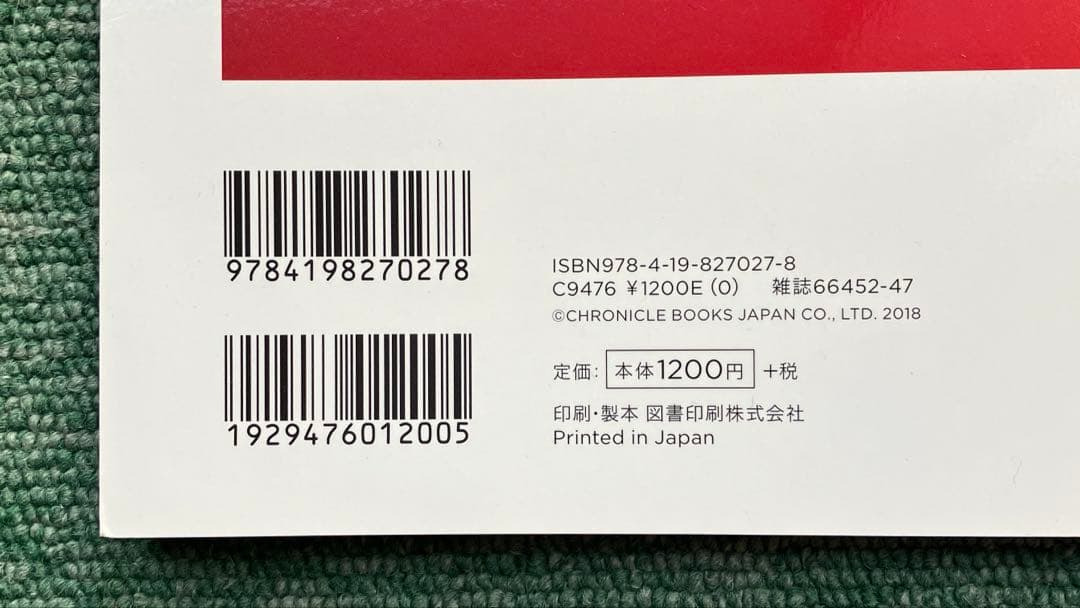 9784198270278
1929476012005
ISBN978-4-19-827027-8
C9476 ¥1200E (0) 雑誌66452-47
©CHRONICLE BOOKS JAPAN CO., LTD. 2018
定価: 本体1200円 +税
印刷・製本 図書印刷株式会社
Printed in Japan